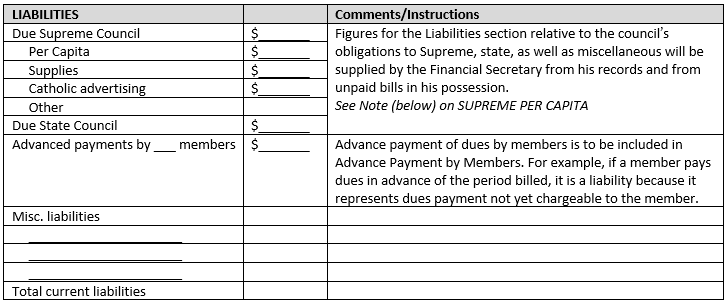 LIABILITIES Comments/Instructions
Due Supreme Council $_______ Figures for the Liabilities section relative to the council's
Per Capita $_______ obligations to Supreme, state, as well as miscellaneous will be
Supplies $_______ supplied by the Financial Secretary from his records and from
Catholic advertising $_______ unpaid bills in his possession.
Other See Note (below) on SUPREME PER CAPITA
Due State Council $_______
Advanced payments by ___ members $_______ Advance payment of dues by members is to be included in
Advance Payment by Members. For example, if a member pays
dues in advance of the period billed, it is a liability because it
represents dues payment not yet chargeable to the member.
Misc. liabilities
Total current liabilities